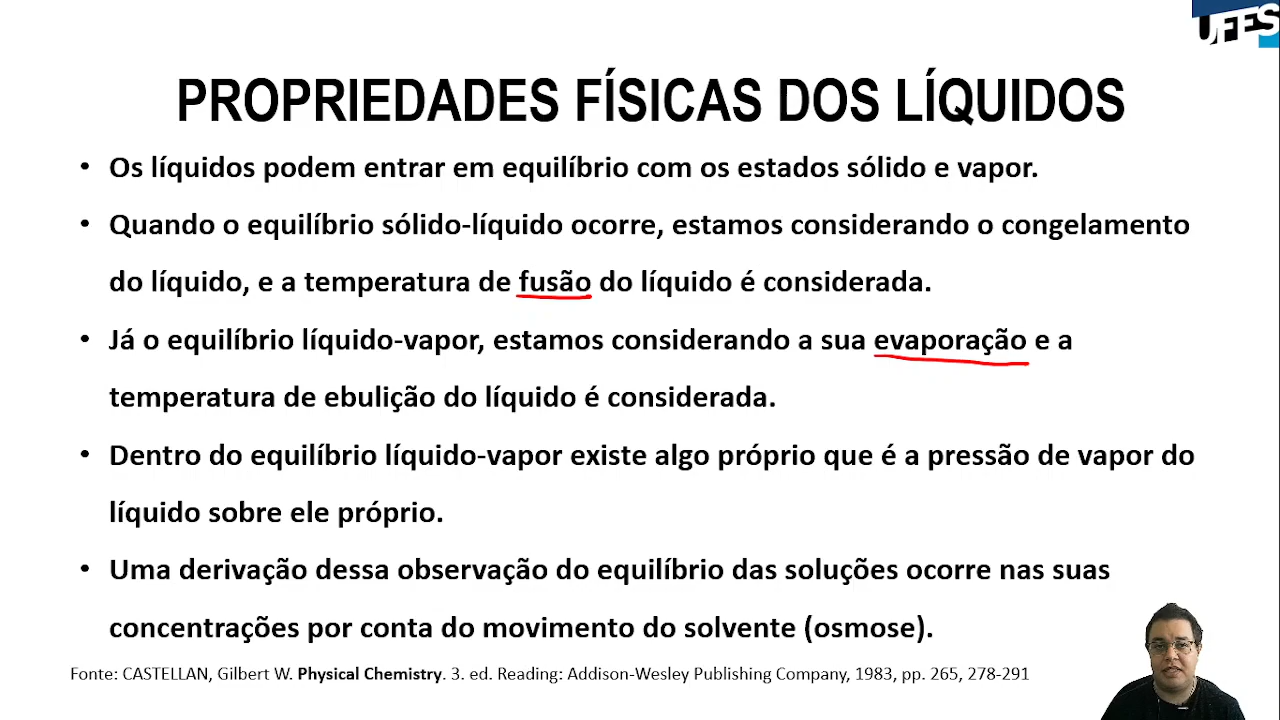 UFES
PROPRIEDADES FÍSICAS DOS LÍQUIDOS
• Os líquidos podem entrar em equilíbrio com os estados sólido e vapor.
• Quando o equilíbrio sólido-líquido ocorre, estamos considerando o congelamento
do líquido, e a temperatura de fusão do líquido é considerada.
• Já o equilíbrio líquido-vapor, estamos considerando a sua evaporação e a
temperatura de ebulição do líquido é considerada.
• Dentro do equilíbrio líquido-vapor existe algo próprio que é a pressão de vapor do
líquido sobre ele próprio.
• Uma derivação dessa observação do equilíbrio das soluções ocorre nas suas
concentrações por conta do movimento do solvente (osmose).
Fonte: CASTELLAN, Gilbert W. Physical Chemistry. 3. ed. Reading: Addison-Wesley Publishing Company, 1983, pp. 265, 278-291